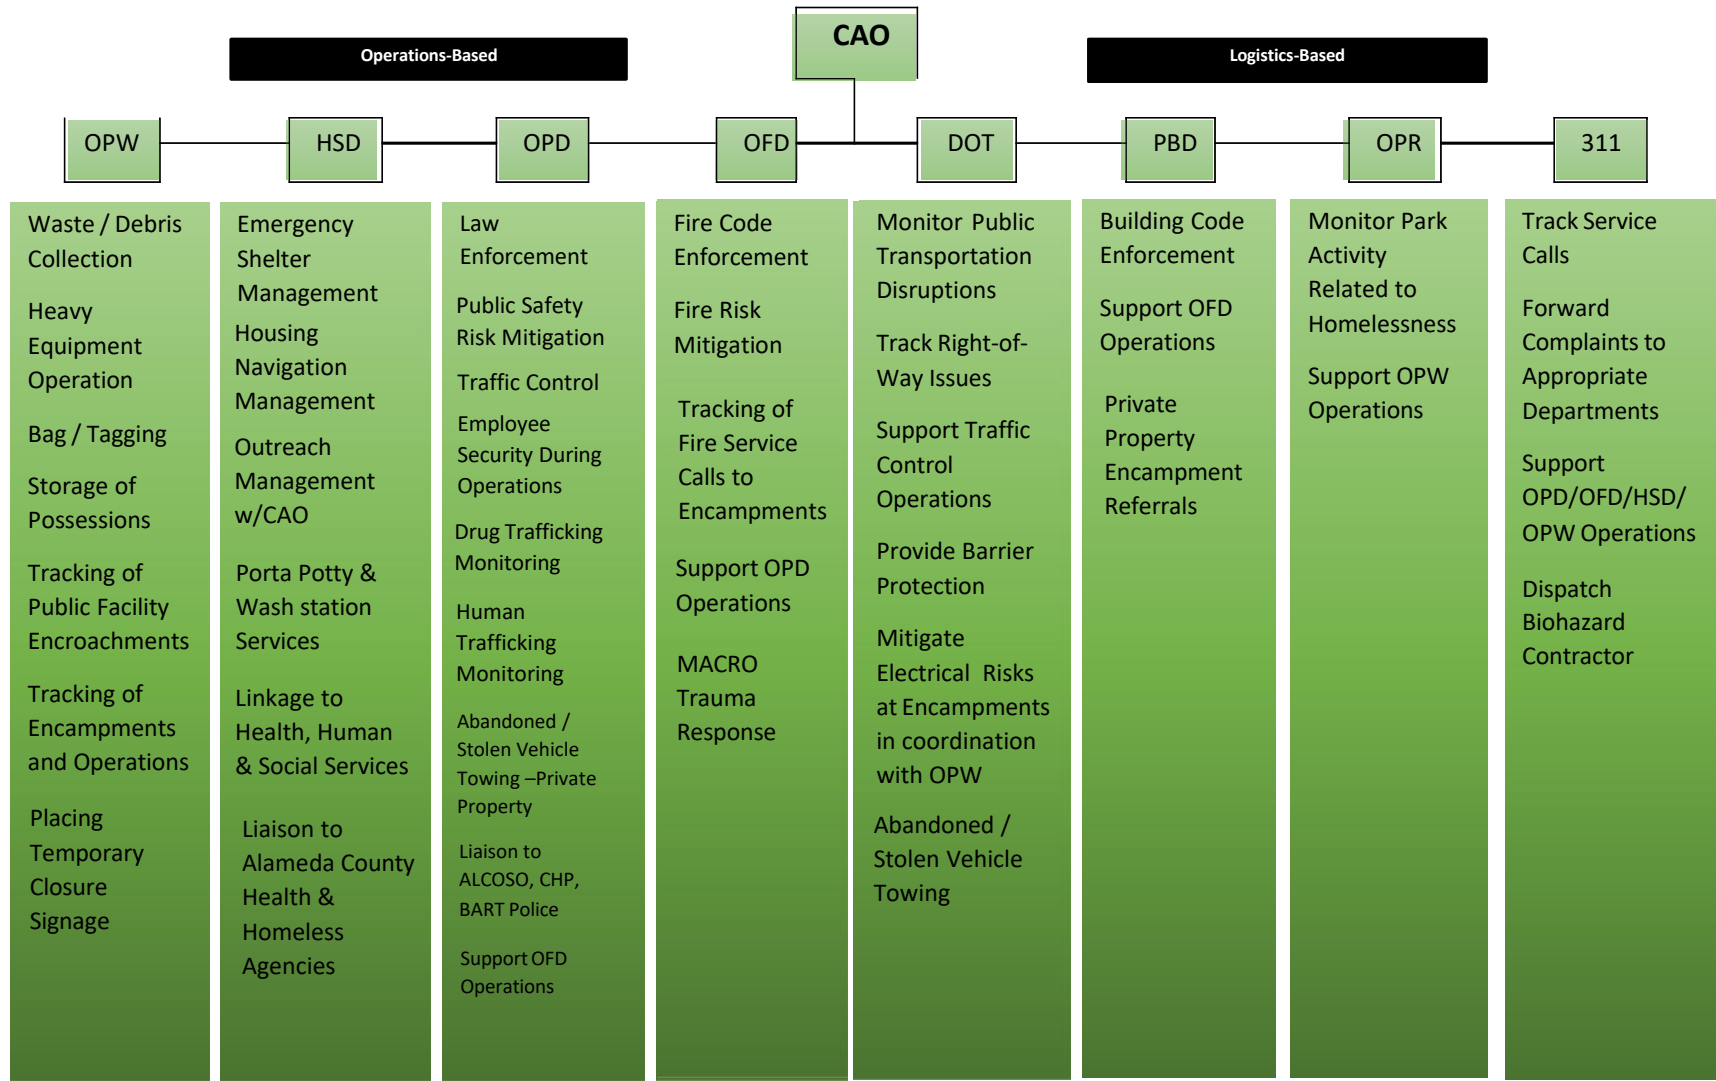 CAO
Operations-Based
Logistics-Based
OPW
HSD
OPD
OFD
DOT
PBD
OPR
311
Waste / Debris
Collection
Heavy
Equipment
Operation
Bag / Tagging
Storage of
Possessions
Tracking of
Public Facility
Encroachments
Tracking of
Encampments
and Operations
Placing
Temporary
Closure
Signage
Emergency
Shelter
Management
Housing
Navigation
Management
Outreach
Management
w/CAO
Porta Potty &
Wash station
Services
Linkage to
Health, Human
& Social Services
Liaison to
Alameda County
Health &
Homeless
Agencies
Law
Enforcement
Public Safety
Risk Mitigation
Traffic Control
Employee
Security During
Operations
Drug Trafficking
Monitoring
Human
Trafficking
Monitoring
Abandoned /
Stolen Vehicle
Towing –Private
Property
Liaison to
ALCOSO, CHP,
BART Police
Support OFD
Operations
Fire Code
Enforcement
Fire Risk
Mitigation
Tracking of
Fire Service
Calls to
Encampments
Support OPD
Operations
MACRO
Trauma
Response
Monitor Public
Transportation
Disruptions
Track Right-of-
Way Issues
Support Traffic
Control
Operations
Provide Barrier
Protection
Mitigate
Electrical Risks
at Encampments
in coordination
with OPW
Abandoned /
Stolen Vehicle
Towing
Building Code
Enforcement
Support OFD
Operations
Private
Property
Encampment
Referrals
Monitor Park
Activity
Related to
Homelessness
Support OPW
Operations
Track Service
Calls
Forward
Complaints to
Appropriate
Departments
Support
OPD/OFD/HSD/
OPW Operations
Dispatch
Biohazard
Contractor